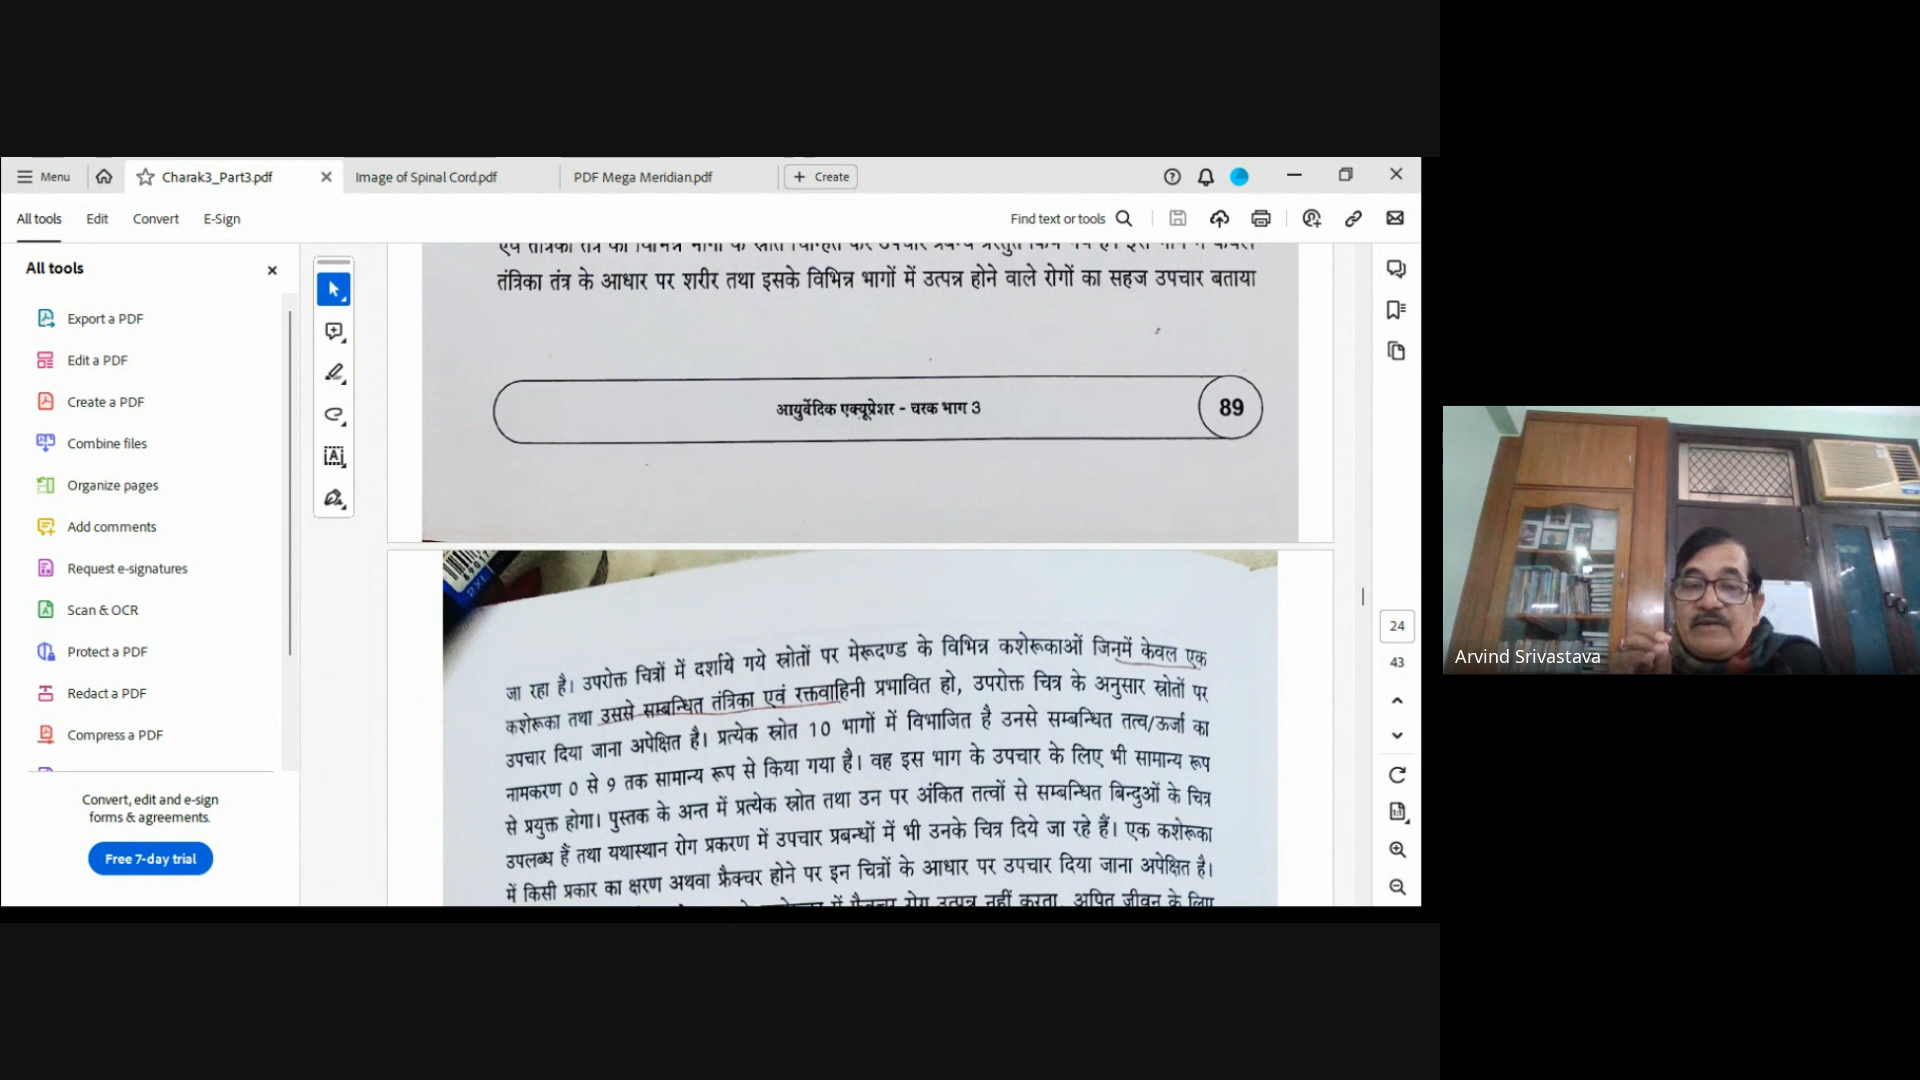 Menu
Charak3_Part3.pdf
Image of Spinal Cord.pdf
PDF Mega Meridian.pdf
Create
All tools
Edit
Convert
E-Sign
Find text or tools
All tools
Export a PDF
Edit a PDF
Create a PDF
Combine files
Organize pages
Add comments
Request e-signatures
Scan & OCR
Protect a PDF
Redact a PDF
Compress a PDF
Convert, edit and e-sign
forms & agreements.
Free 7-day trial
तंत्रिका तंत्र के आधार पर शरीर तथा इसके विभिन्न भागों में उत्पन्न होने वाले रोगों का सहज उपचार बताया
आयुर्वेदिक एक्यूप्रेशर - चरक भाग 3
89
जा रहा है। उपरोक्त चित्रों में दर्शाये गये स्रोतों पर मेरूदण्ड के विभिन्न कशेरूकाओं जिनमें केवल एक
कशेरूका तथा उससे सम्बन्धित तंत्रिका एवं रक्तवाहिनी प्रभावित हो, उपरोक्त चित्र के अनुसार स्रोतों पर
उपचार दिया जाना अपेक्षित है। प्रत्येक स्रोत 10 भागों में विभाजित है उनसे सम्बन्धित तत्व/ऊर्जा का
नामकरण 0 से 9 तक सामान्य रूप से किया गया है। वह इस भाग के उपचार के लिए भी सामान्य रूप
से प्रयुक्त होगा। पुस्तक के अन्त में प्रत्येक स्रोत तथा उन पर अंकित तत्वों से सम्बन्धित बिन्दुओं के चित्र
उपलब्ध हैं तथा यथास्थान रोग प्रकरण में उपचार प्रबन्धों में भी उनके चित्र दिये जा रहे हैं। एक कशेरूका
में किसी प्रकार का क्षरण अथवा फ्रैक्चर होने पर इन चित्रों के आधार पर उपचार दिया जाना अपेक्षित है।
24
43
Arvind Srivastava